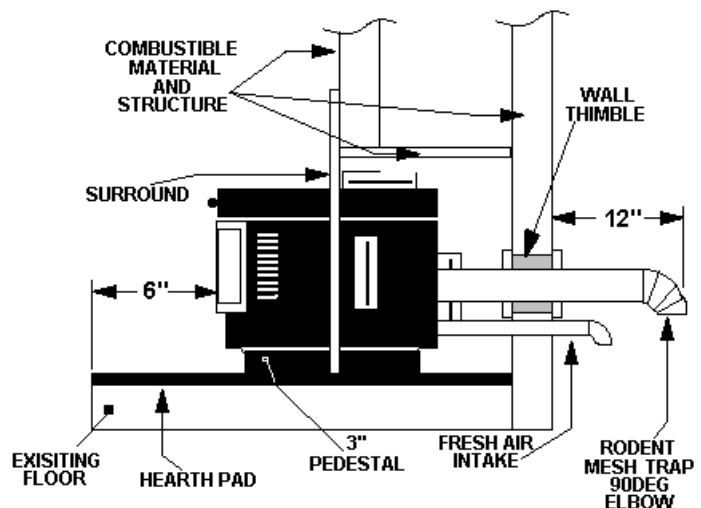 COMBUSTIBLE
MATERIAL
AND
STRUCTURE
WALL
THIMBLE
SURROUND
12"
6"
EXISITING
FLOOR
HEARTH PAD
3"
PEDESTAL
FRESH AIR
INTAKE
RODENT
MESH TRAP
90DEG
ELBOW